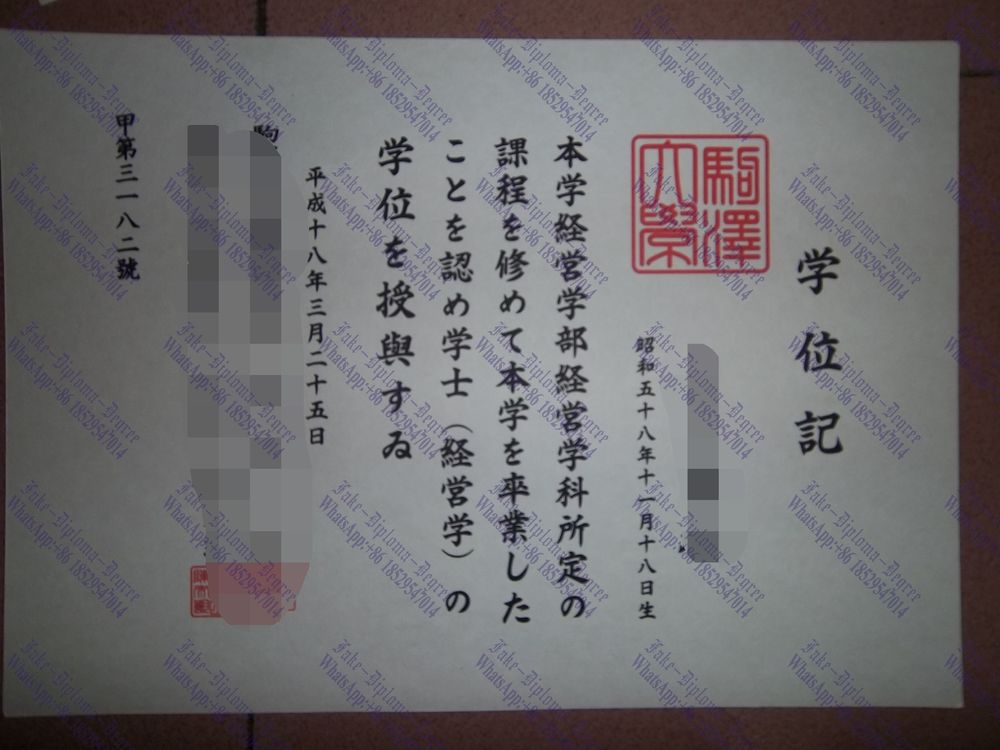 学位記
駒澤
大學
昭和五十八年十一月十八日生
本学経営学部経営学科所定の
課程を修めて本学を卒業した
ことを認め学士（経営学）の
学位を授與すゐ
平成十八年三月二十五日
駒
甲第三一八二號
Fake-Diploma-Degree
WhatsApp:+86 18529547014